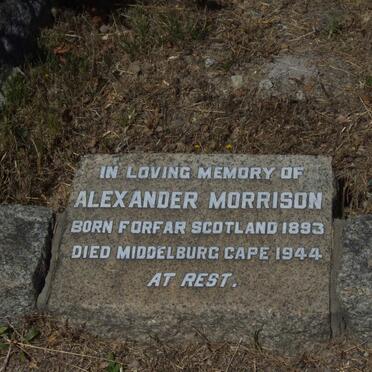 IN LOVING MEMORY OF
ALEXANDER MORRISON
BORN FORFAR SCOTLAND 1893
DIED MIDDELBURG CAPE 1944
AT REST.